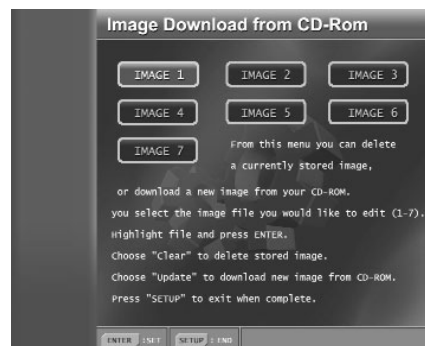 Image Download from CD-Rom
IMAGE 1 IMAGE 2 IMAGE 3
IMAGE 4 IMAGE 5 IMAGE 6
IMAGE 7
From this menu you can delete
a currently stored image,
or download a new image from your CD-ROM.
you select the image file you would like to edit (1-7).
Highlight file and press ENTER.
Choose "Clear" to delete stored image.
Choose "Update" to download new image from CD-ROM.
Press "SETUP" to exit when complete.
ENTER :SET SETUP : END